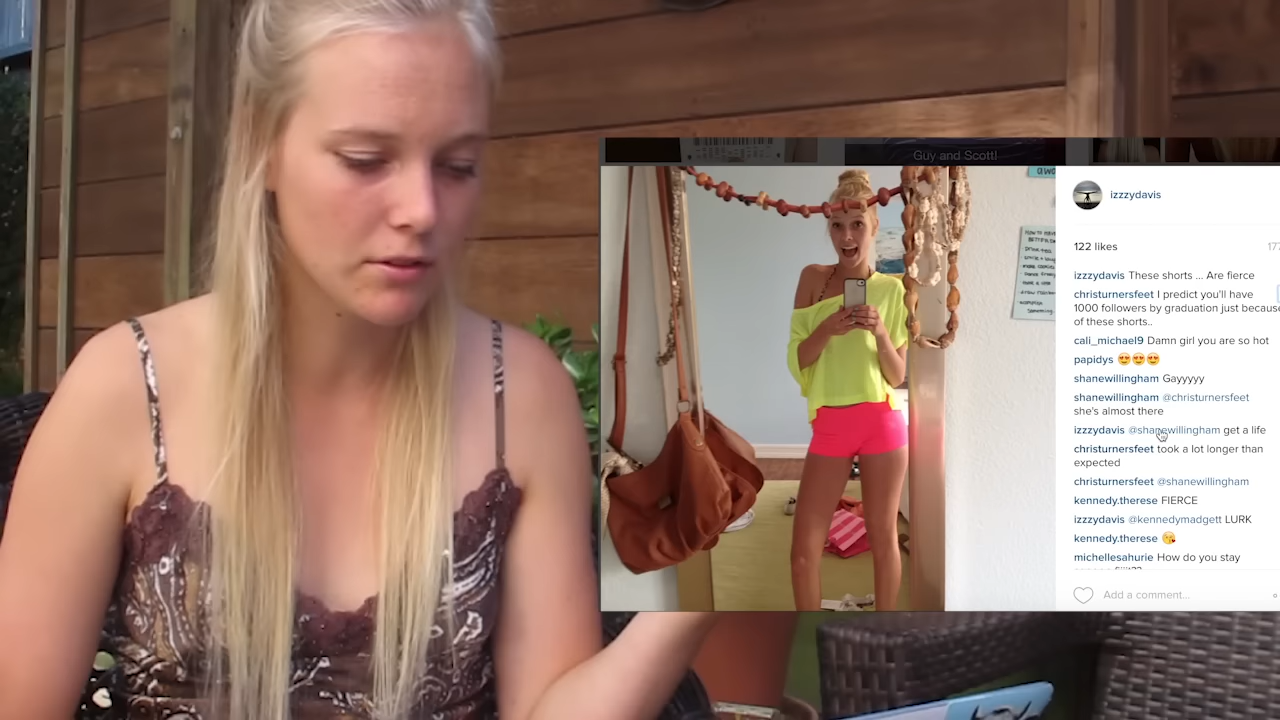 Guy and Scott!
awa
izzzydavis
122 likes
177
izzzydavis These shorts ... Are fierce
christurnersfeet I predict you'll have
1000 followers by graduation just because
of these shorts..
cali_michael9 Damn girl you are so hot
papidys 😍😍😍
shanewillingham Gayyyyy
shanewillingham @christurnersfeet
she's almost there
izzzydavis @shanewillingham get a life
christurnersfeet took a lot longer than
expected
christurnersfeet @shanewillingham
kennedy.therese FIERCE
izzzydavis @kennedymadgett LURK
kennedy.therese 😘
michellesahurie How do you stay
Add a comment...